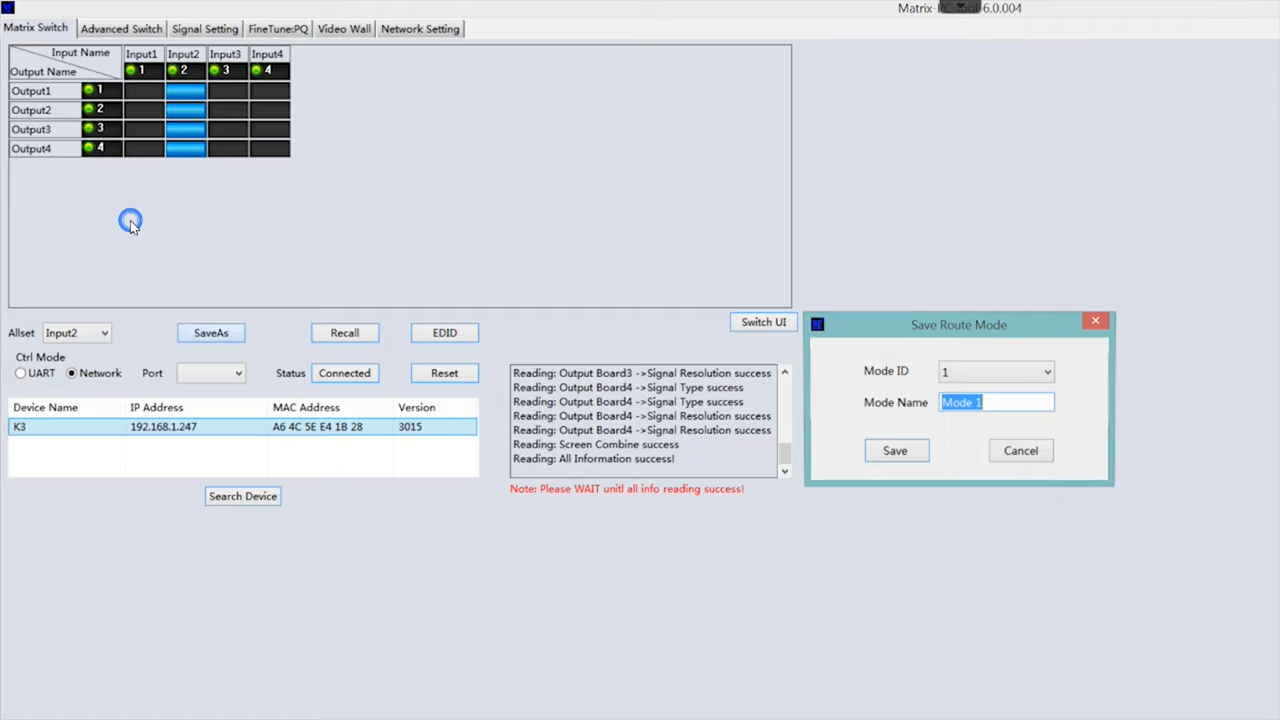 Matrix-PC Tool-6.0.004
Matrix Switch Advanced Switch Signal Setting FineTune:PQ Video Wall Network Setting
Input Name Input1 Input2 Input3 Input4
Output Name 1 2 3 4
Output1 1
Output2 2
Output3 3
Output4 4
Allset Input2 SaveAs Recall EDID Switch UI
Ctrl Mode
UART Network Port Status Connected Reset
Device Name IP Address MAC Address Version
K3 192.168.1.247 A6 4C 5E E4 1B 28 3015
Search Device
Reading: Output Board3 ->Signal Resolution success
Reading: Output Board4 ->Signal Type success
Reading: Output Board4 ->Signal Type success
Reading: Output Board4 ->Signal Resolution success
Reading: Output Board4 ->Signal Resolution success
Reading: Screen Combine success
Reading: All Information success!
Note: Please WAIT unitl all info reading success!
Save Route Mode
Mode ID 1
Mode Name Mode 1
Save Cancel